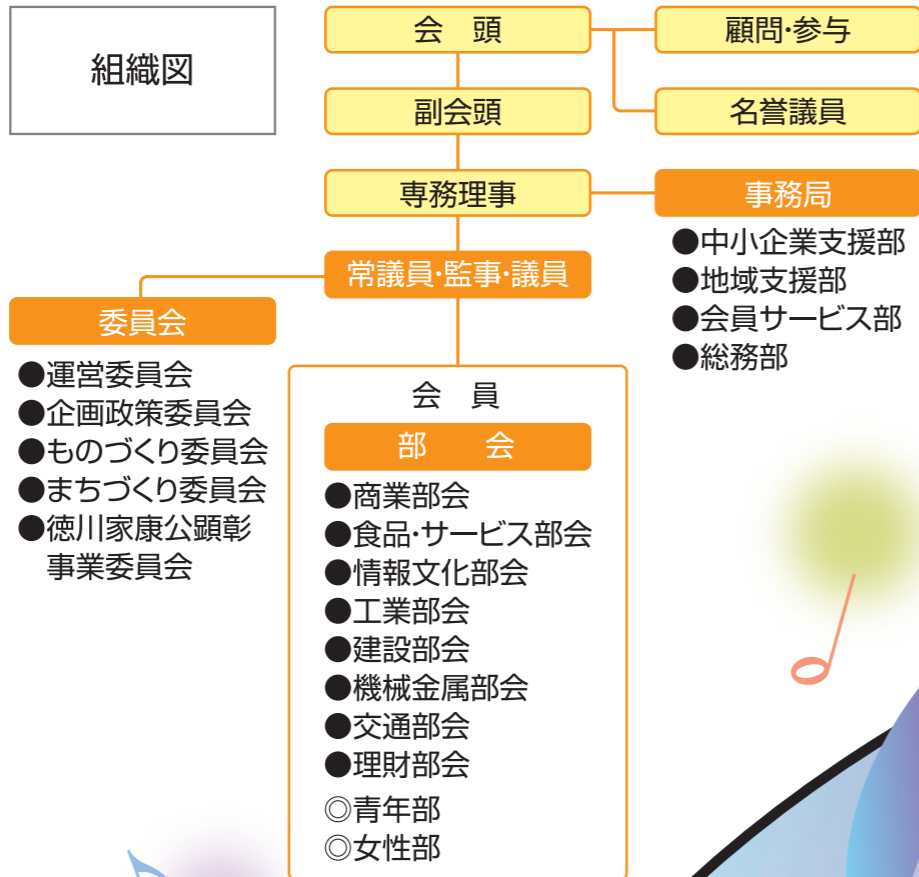 組織図
会　頭
顧問・参与
副会頭
名誉議員
専務理事
事務局
●中小企業支援部
●地域支援部
●会員サービス部
●総務部
常議員・監事・議員
委員会
●運営委員会
●企画政策委員会
●ものづくり委員会
●まちづくり委員会
●徳川家康公顕彰
事業委員会
会　員
部　会
●商業部会
●食品・サービス部会
●情報文化部会
●工業部会
●建設部会
●機械金属部会
●交通部会
●理財部会
◎青年部
◎女性部